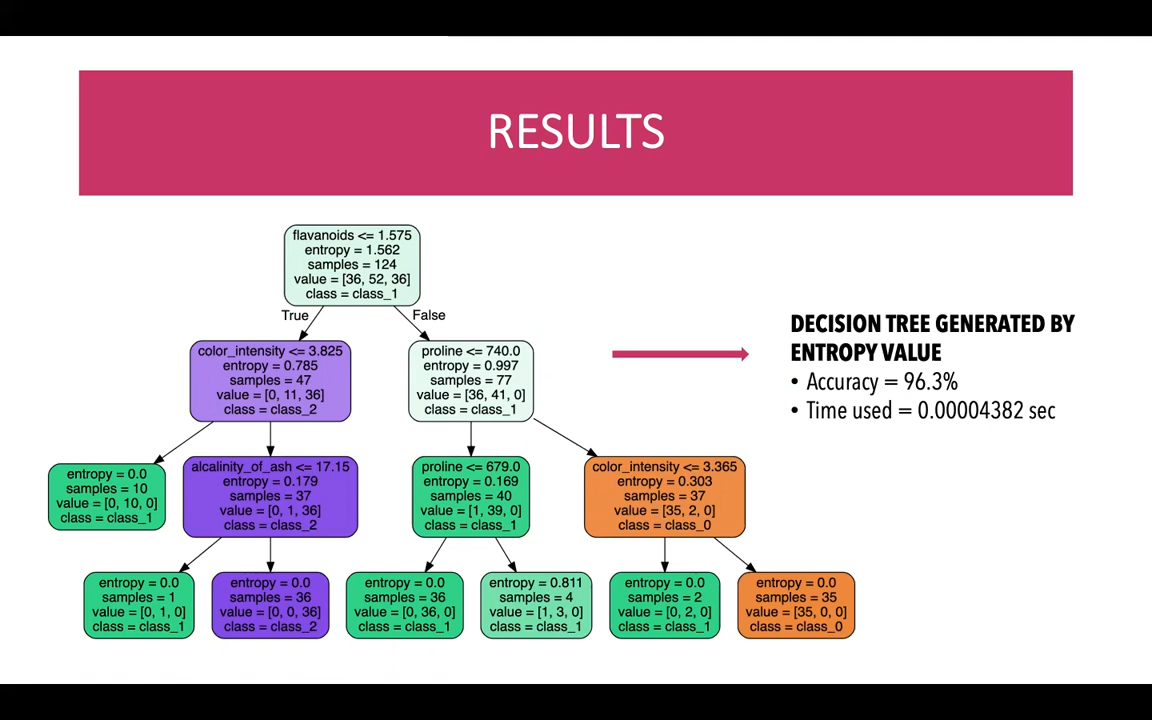 RESULTS
flavanoids <= 1.575
entropy = 1.562
samples = 124
value = [36, 52, 36]
class = class_1
True
False
color_intensity <= 3.825
entropy = 0.785
samples = 47
value = [0, 11, 36]
class = class_2
proline <= 740.0
entropy = 0.997
samples = 77
value = [36, 41, 0]
class = class_1
entropy = 0.0
samples = 10
value = [0, 10, 0]
class = class_1
alcalinity_of_ash <= 17.15
entropy = 0.179
samples = 37
value = [0, 1, 36]
class = class_2
proline <= 679.0
entropy = 0.169
samples = 40
value = [1, 39, 0]
class = class_1
color_intensity <= 3.365
entropy = 0.303
samples = 37
value = [35, 2, 0]
class = class_0
entropy = 0.0
samples = 1
value = [0, 1, 0]
class = class_1
entropy = 0.0
samples = 36
value = [0, 0, 36]
class = class_2
entropy = 0.0
samples = 36
value = [0, 36, 0]
class = class_1
entropy = 0.811
samples = 4
value = [1, 3, 0]
class = class_1
entropy = 0.0
samples = 2
value = [0, 2, 0]
class = class_1
entropy = 0.0
samples = 35
value = [35, 0, 0]
class = class_0
DECISION TREE GENERATED BY
ENTROPY VALUE
• Accuracy = 96.3%
• Time used = 0.00004382 sec